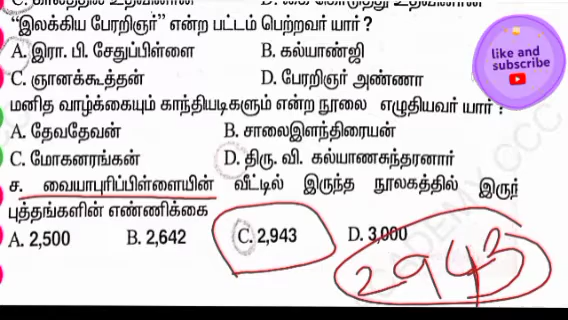 “இலக்கிய பேரறிஞர்” என்ற பட்டம் பெற்றவர் யார் ?
A. இரா. பி. சேதுப்பிள்ளை B. கல்யாண்ஜி
C. ஞானக்கூத்தன் D. பேரறிஞர் அண்ணா
மனித வாழ்க்கையும் காந்தியடிகளும் என்ற நூலை எழுதியவர் யார் ?
A. தேவதேவன் B. சாலைஇளந்திரையன்
C. மோகனரங்கன் D. திரு. வி. கல்யாணசுந்தரனார்
ச. வையாபுரிப்பிள்ளையின் வீட்டில் இருந்த நூலகத்தில்
புத்தங்களின் எண்ணிக்கை
A. 2,500 B. 2,642 C. 2,943 D. 3,000
2943
like and
subscribe